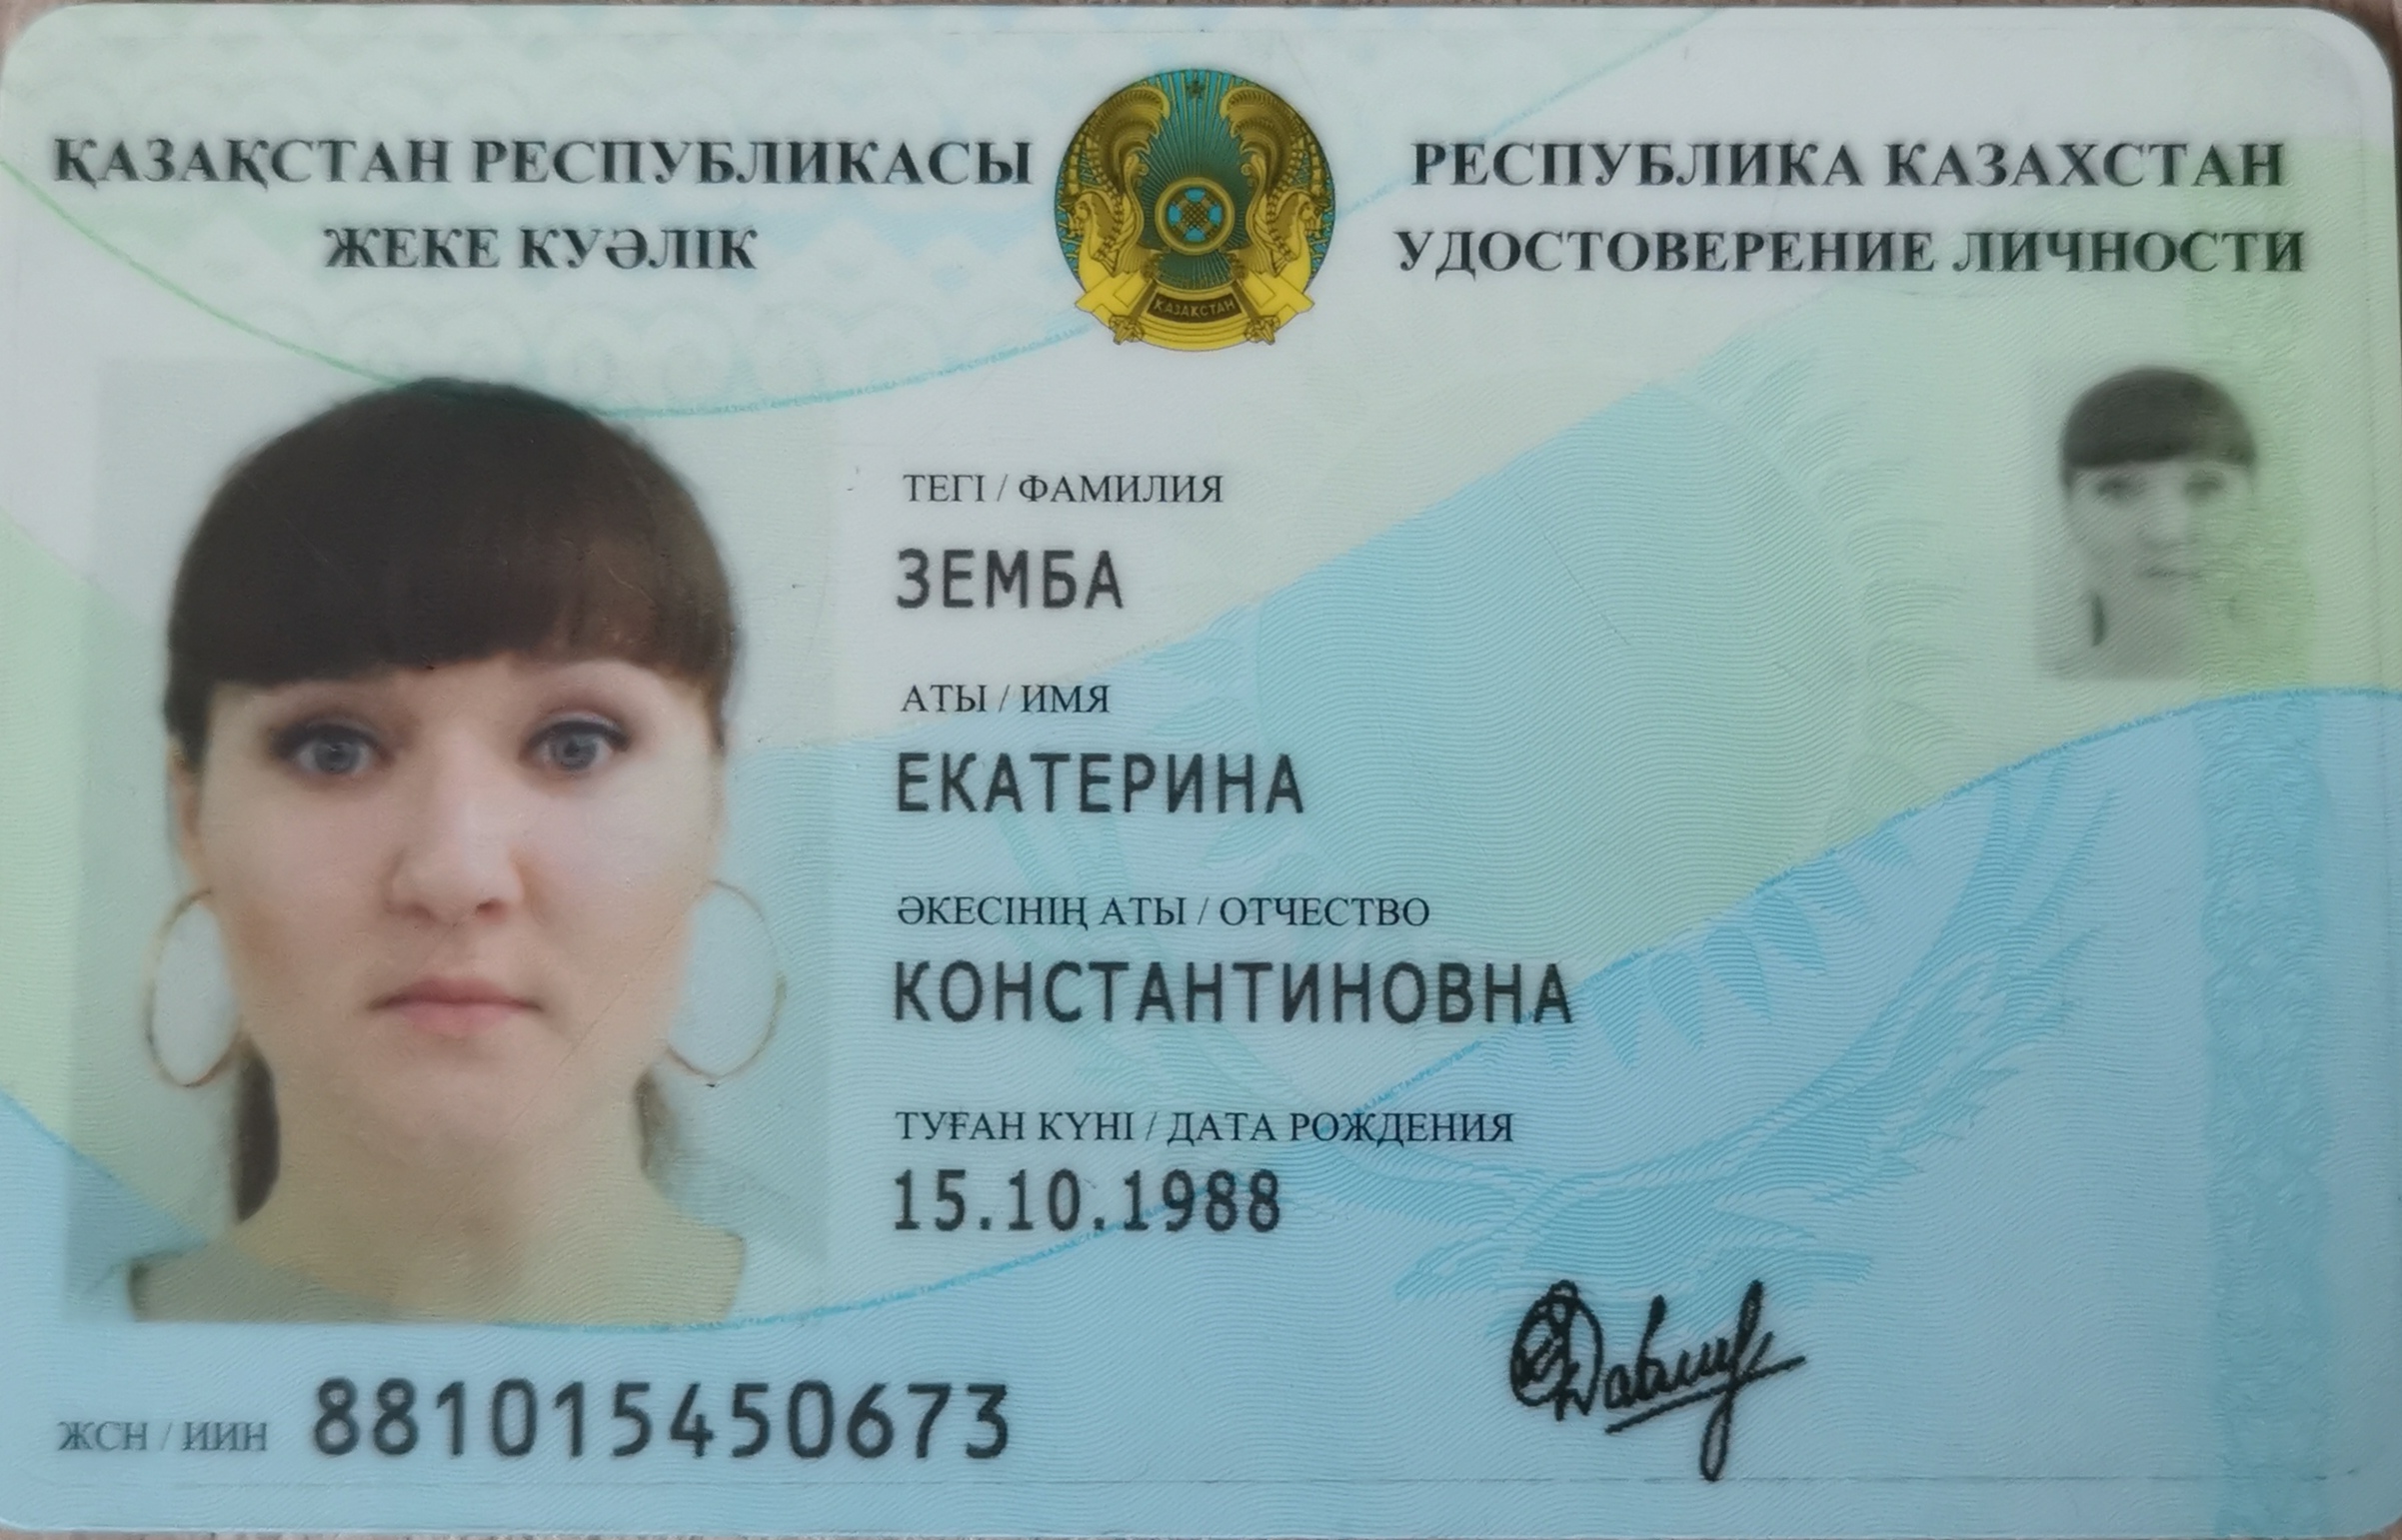 ҚАЗАҚСТАН РЕСПУБЛИКАСЫ
ЖЕКЕ КУӘЛІК
ҚАЗАҚСТАН
РЕСПУБЛИКА КАЗАХСТАН
УДОСТОВЕРЕНИЕ ЛИЧНОСТИ
ТЕГІ / ФАМИЛИЯ
ЗЕМБА
АТЫ / ИМЯ
ЕКАТЕРИНА
ӘКЕСІНІҢ АТЫ / ОТЧЕСТВО
КОНСТАНТИНОВНА
ТУҒАН КҮНІ / ДАТА РОЖДЕНИЯ
15.10.1988
ЖСН / ИИН 881015450673